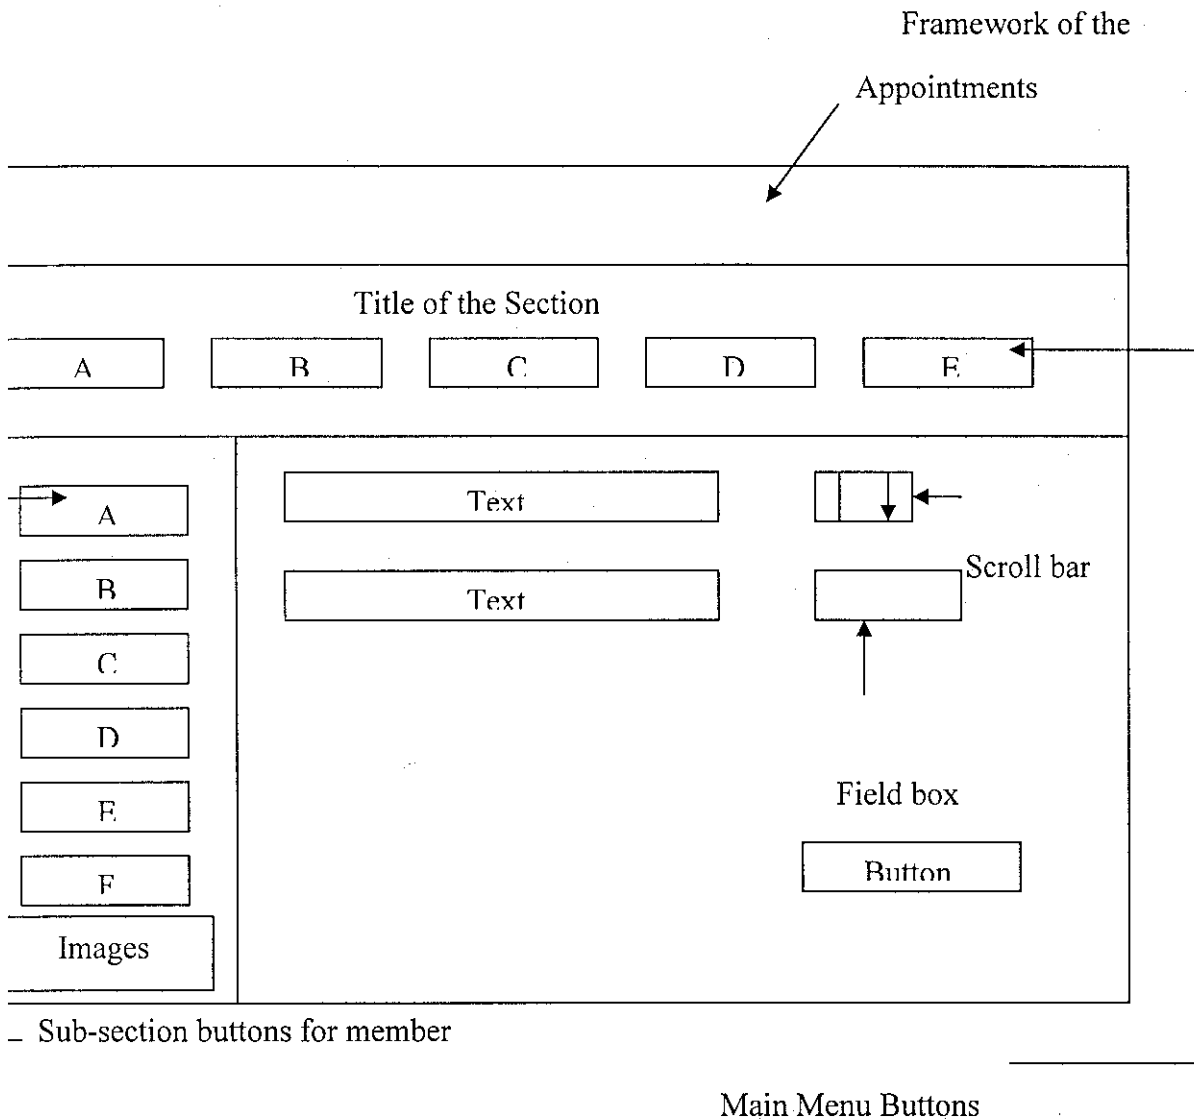 Framework of the
Appointments
Title of the Section
A B C D E
A
Text
B
Text
Scroll bar
C
D
E
Field box
F
Button
Images
Sub-section buttons for member
Main Menu Buttons